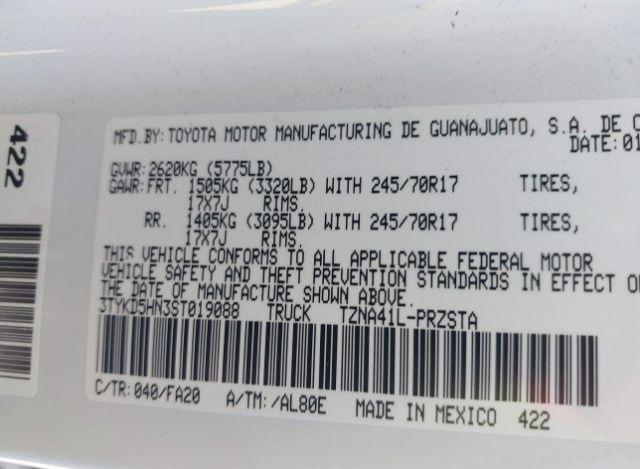 422
MFD.BY:TOYOTA MOTOR MANUFACTURING DE GUANAJUATO, S.A. DE C
DATE:01
GVWR:2620KG (5775LB)
GAWR:FRT. 1505KG (3320LB) WITH 245/70R17 TIRES,
17X7J RIMS,
RR. 1405KG (3095LB) WITH 245/70R17 TIRES,
17X7J RIMS,
THIS VEHICLE CONFORMS TO ALL APPLICABLE FEDERAL MOTOR
VEHICLE SAFETY AND THEFT PREVENTION STANDARDS IN EFFECT O
THE DATE OF MANUFACTURE SHOWN ABOVE.
3TYKD5HN3ST019088 TRUCK TZNA41L-PRZSTA
C/TR:040/FA20 A/TM:/AL80E MADE IN MEXICO 422